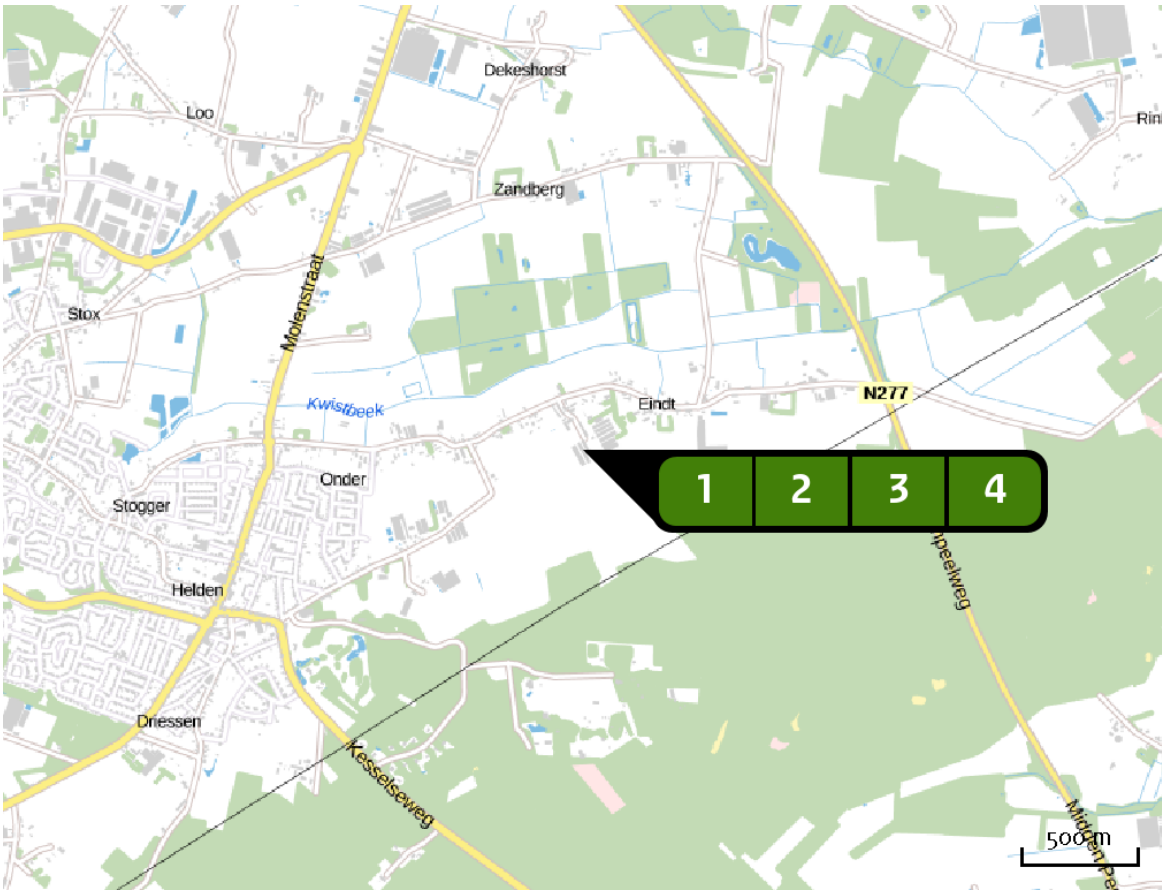 Dekeshorst
Loo
Rin
Zandberg
Molenstraat
Stox
N277
Kwistbeek
Eindt
Onder
1 2 3 4
Stogger
Helden
Driessen
Kesselseweg
500 m